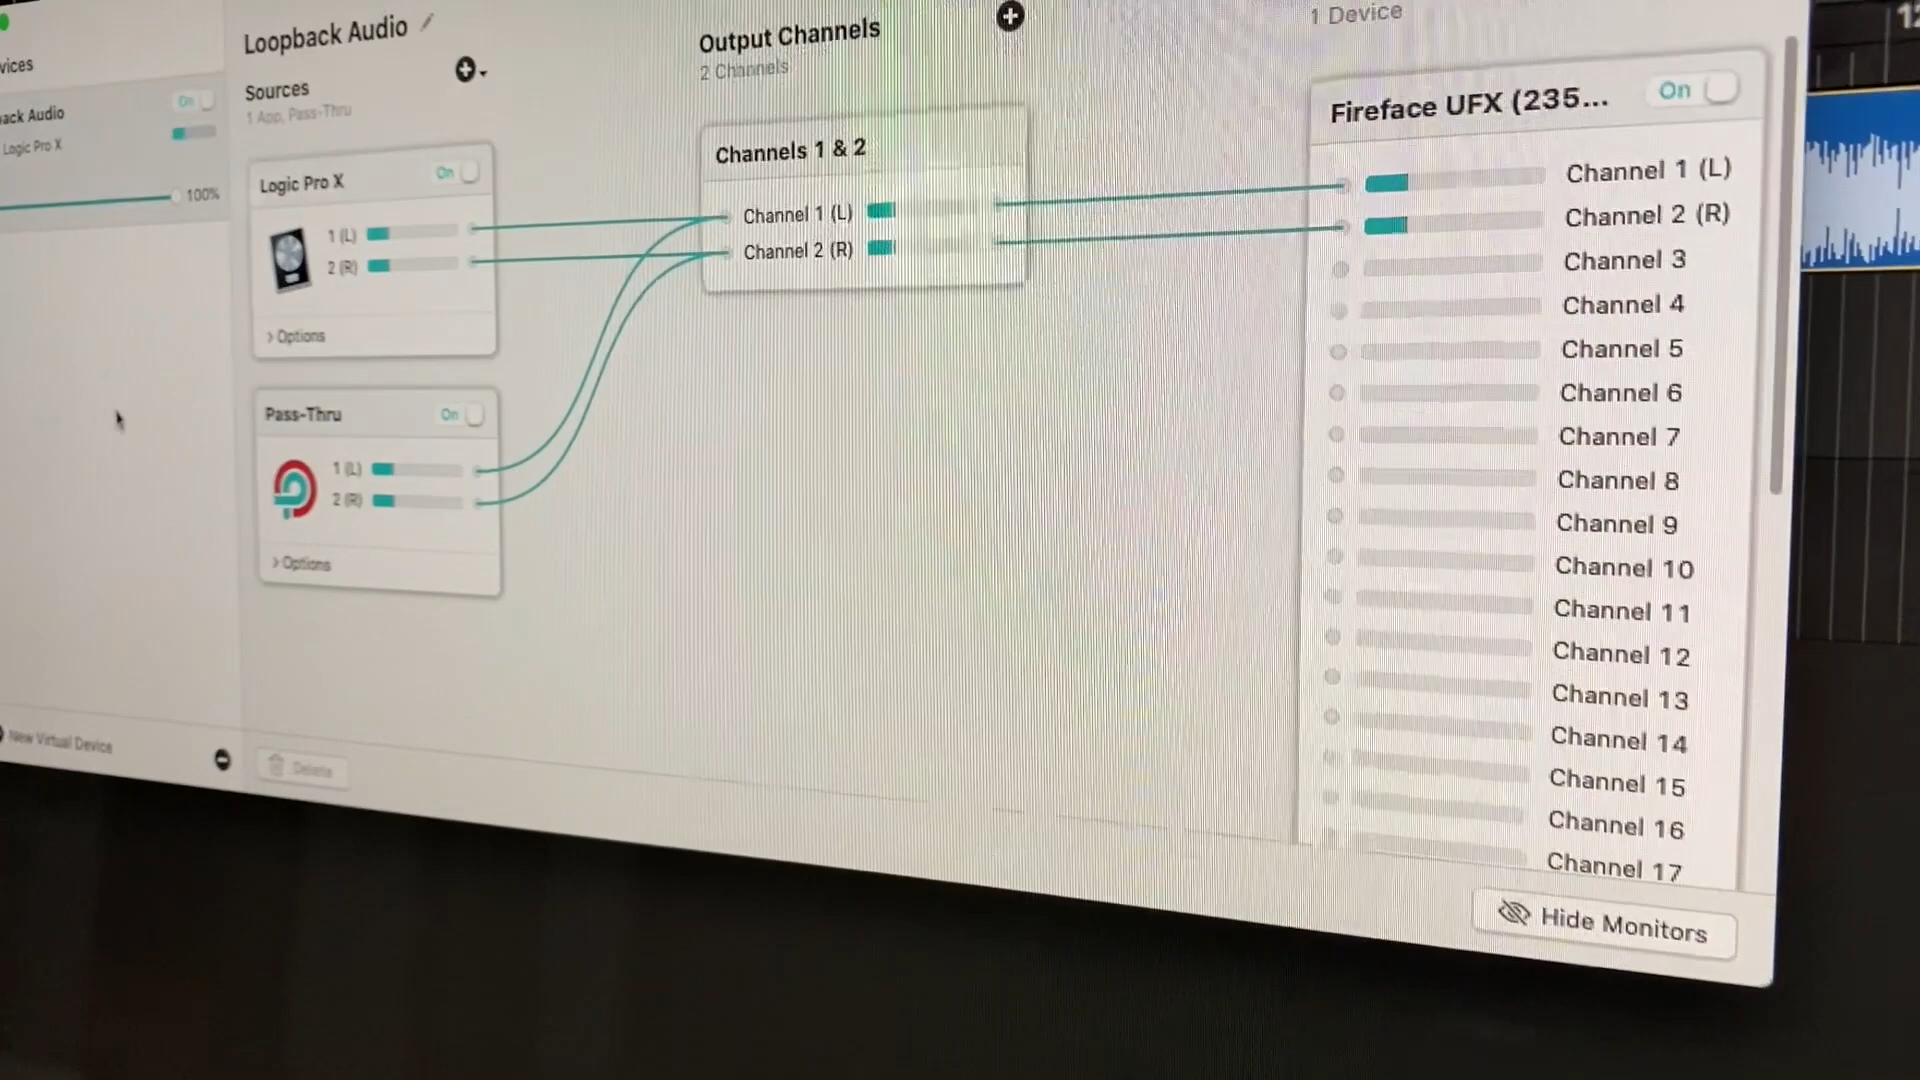 vices
ack Audio
On
Logic Pro X
100%
New Virtual Device
Loopback Audio
Sources
1 App, Pass-Thru
Logic Pro X
On
1 (L)
2 (R)
> Options
Pass-Thru
On
1 (L)
2 (R)
> Options
Delete
Output Channels
2 Channels
Channels 1 & 2
Channel 1 (L)
Channel 2 (R)
1 Device
Fireface UFX (235...
On
Channel 1 (L)
Channel 2 (R)
Channel 3
Channel 4
Channel 5
Channel 6
Channel 7
Channel 8
Channel 9
Channel 10
Channel 11
Channel 12
Channel 13
Channel 14
Channel 15
Channel 16
Channel 17
Hide Monitors